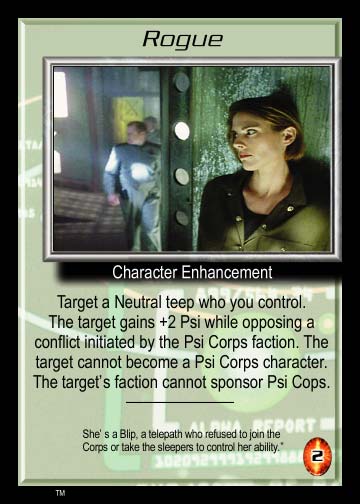 Rogue
Character Enhancement
Target a Neutral teep who you control.
The target gains +2 Psi while opposing a
conflict initiated by the Psi Corps faction. The
target cannot become a Psi Corps character.
The target's faction cannot sponsor Psi Cops.
She' s a Blip, a telepath who refused to join the
Corps or take the sleepers to control her ability."
2
TM